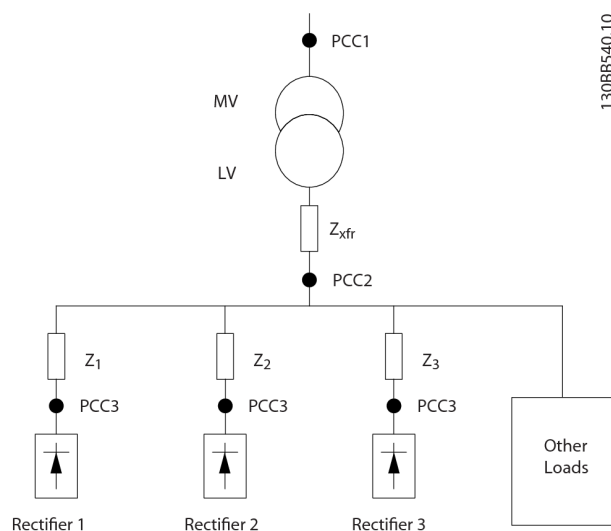 PCC1
130BB540.10
MV
LV
Zxfr
PCC2
Z1
Z2
Z3
PCC3
PCC3
PCC3
Other
Loads
Rectifier 1
Rectifier 2
Rectifier 3